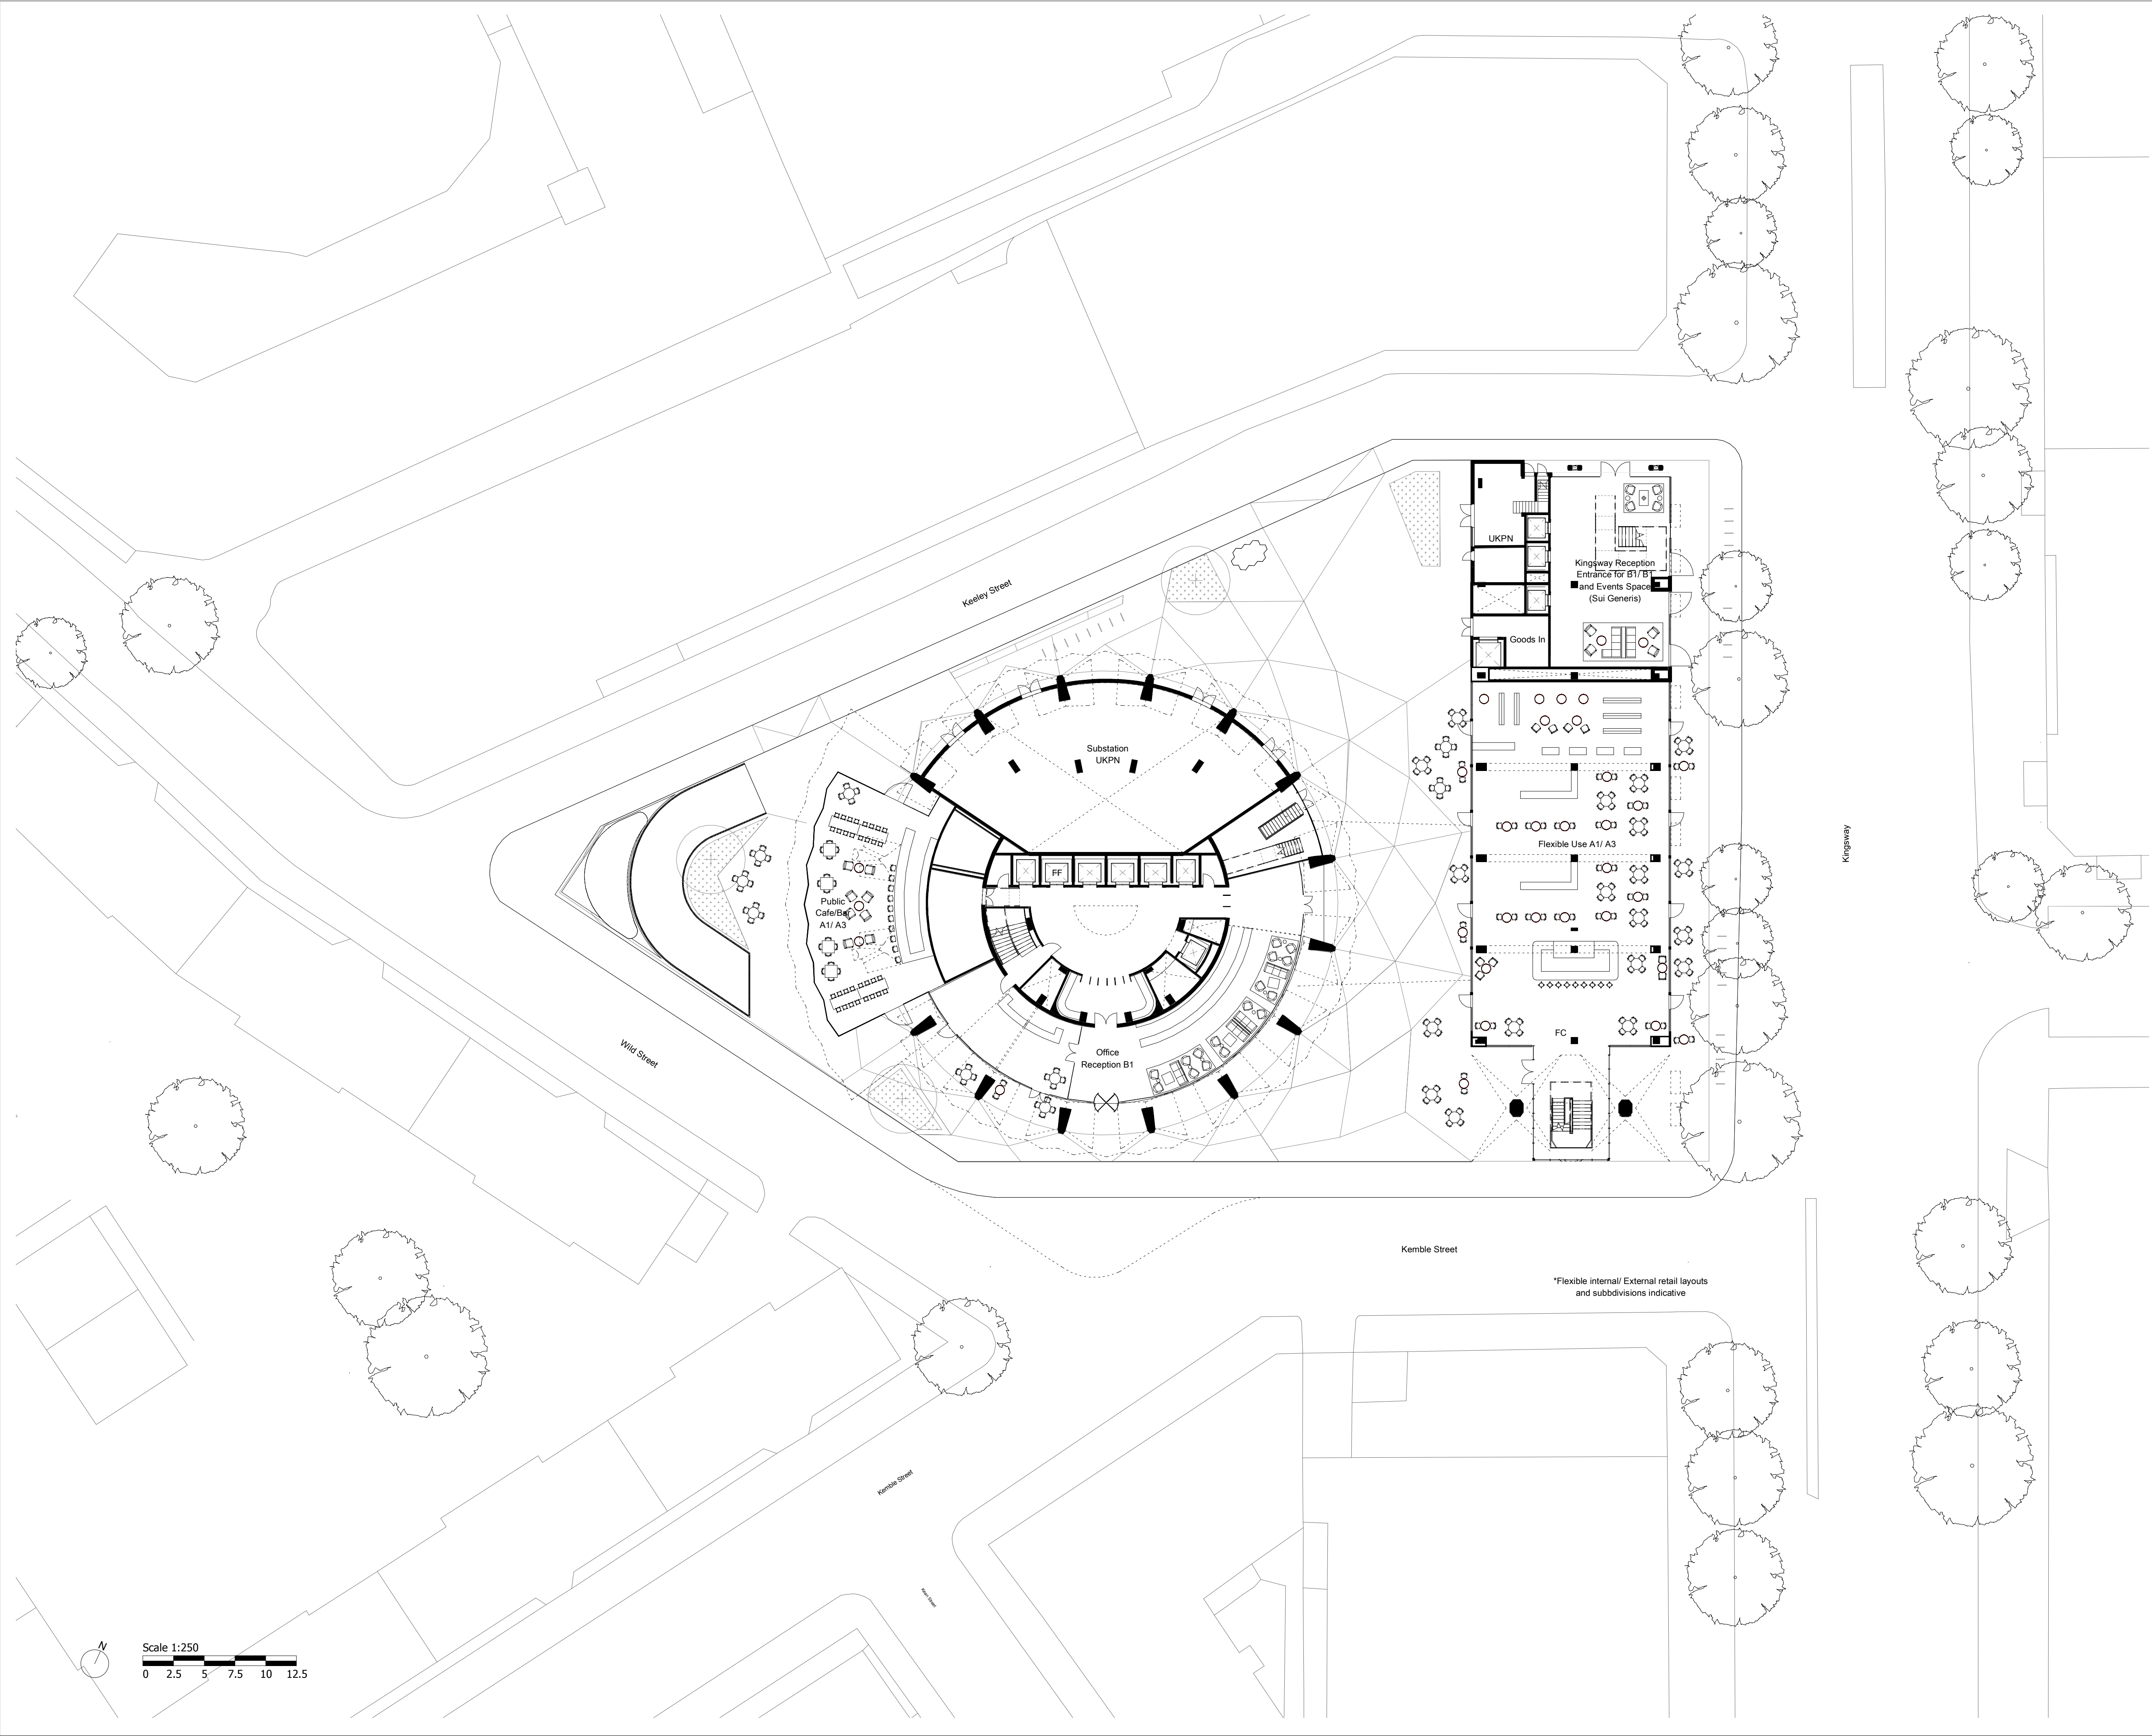 UKPN
Kingsway Reception
Entrance for B1/ B1
and Events Space
(Sui Generis)
Keeley Street
Goods In
Substation
UKPN
Kingsway
Flexible Use A1/ A3
FF
Public
Cafe/Bar
A1/ A3
FC
Office
Reception B1
Wild Street
Kemble Street
*Flexible internal/ External retail layouts
and subbdivisions indicative
Kemble Street
Kean Street
N
Scale 1:250
0 2.5 5 7.5 10 12.5